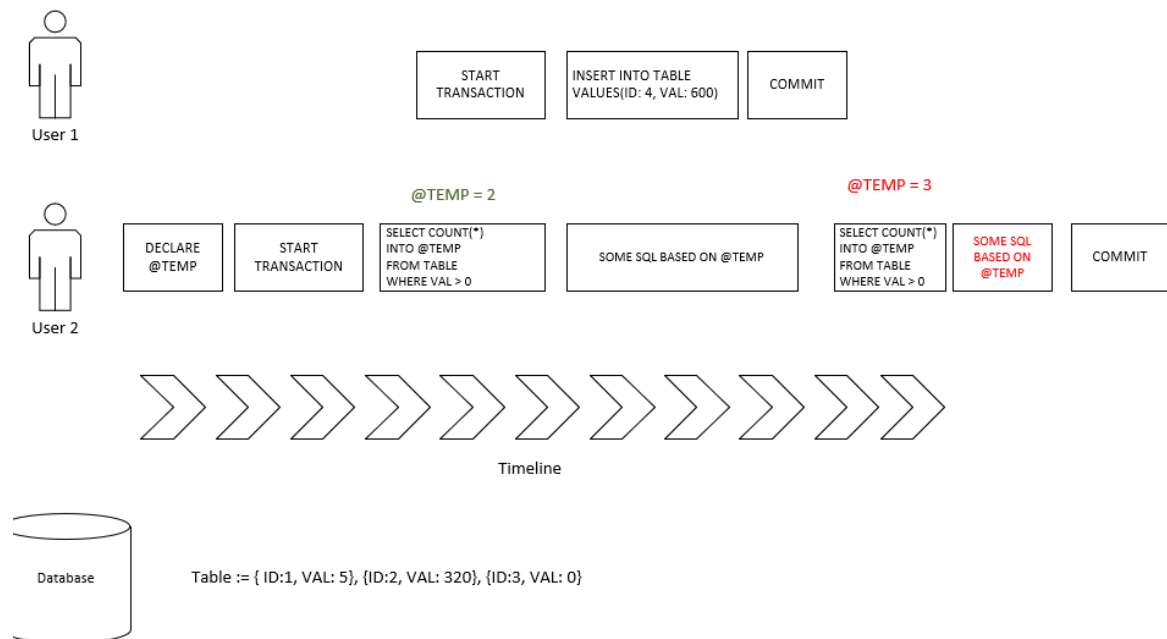 START
TRANSACTION
INSERT INTO TABLE
VALUES(ID: 4, VAL: 600)
COMMIT
User 1
@TEMP = 2
@TEMP = 3
DECLARE
@TEMP
START
TRANSACTION
SELECT COUNT(*)
INTO @TEMP
FROM TABLE
WHERE VAL > 0
SOME SQL BASED ON @TEMP
SELECT COUNT(*)
INTO @TEMP
FROM TABLE
WHERE VAL > 0
SOME SQL
BASED ON
@TEMP
COMMIT
User 2
Timeline
Database
Table := { ID:1, VAL: 5}, {ID:2, VAL: 320}, {ID:3, VAL: 0}